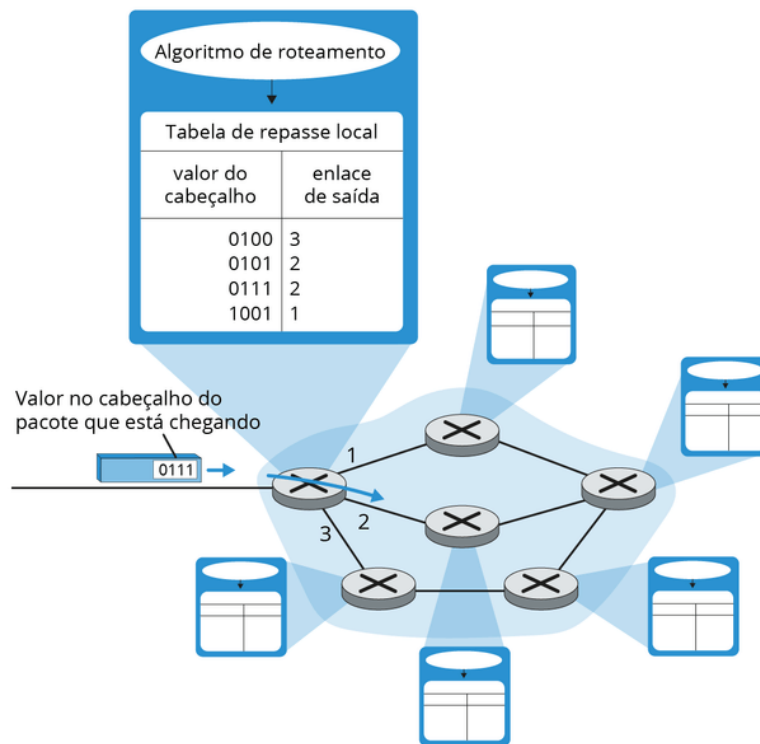 Algoritmo de roteamento
Tabela de repasse local
valor do
cabeçalho
enlace
de saída
0100 3
0101 2
0111 2
1001 1
Valor no cabeçalho do
pacote que está chegando
0111
1
2
3